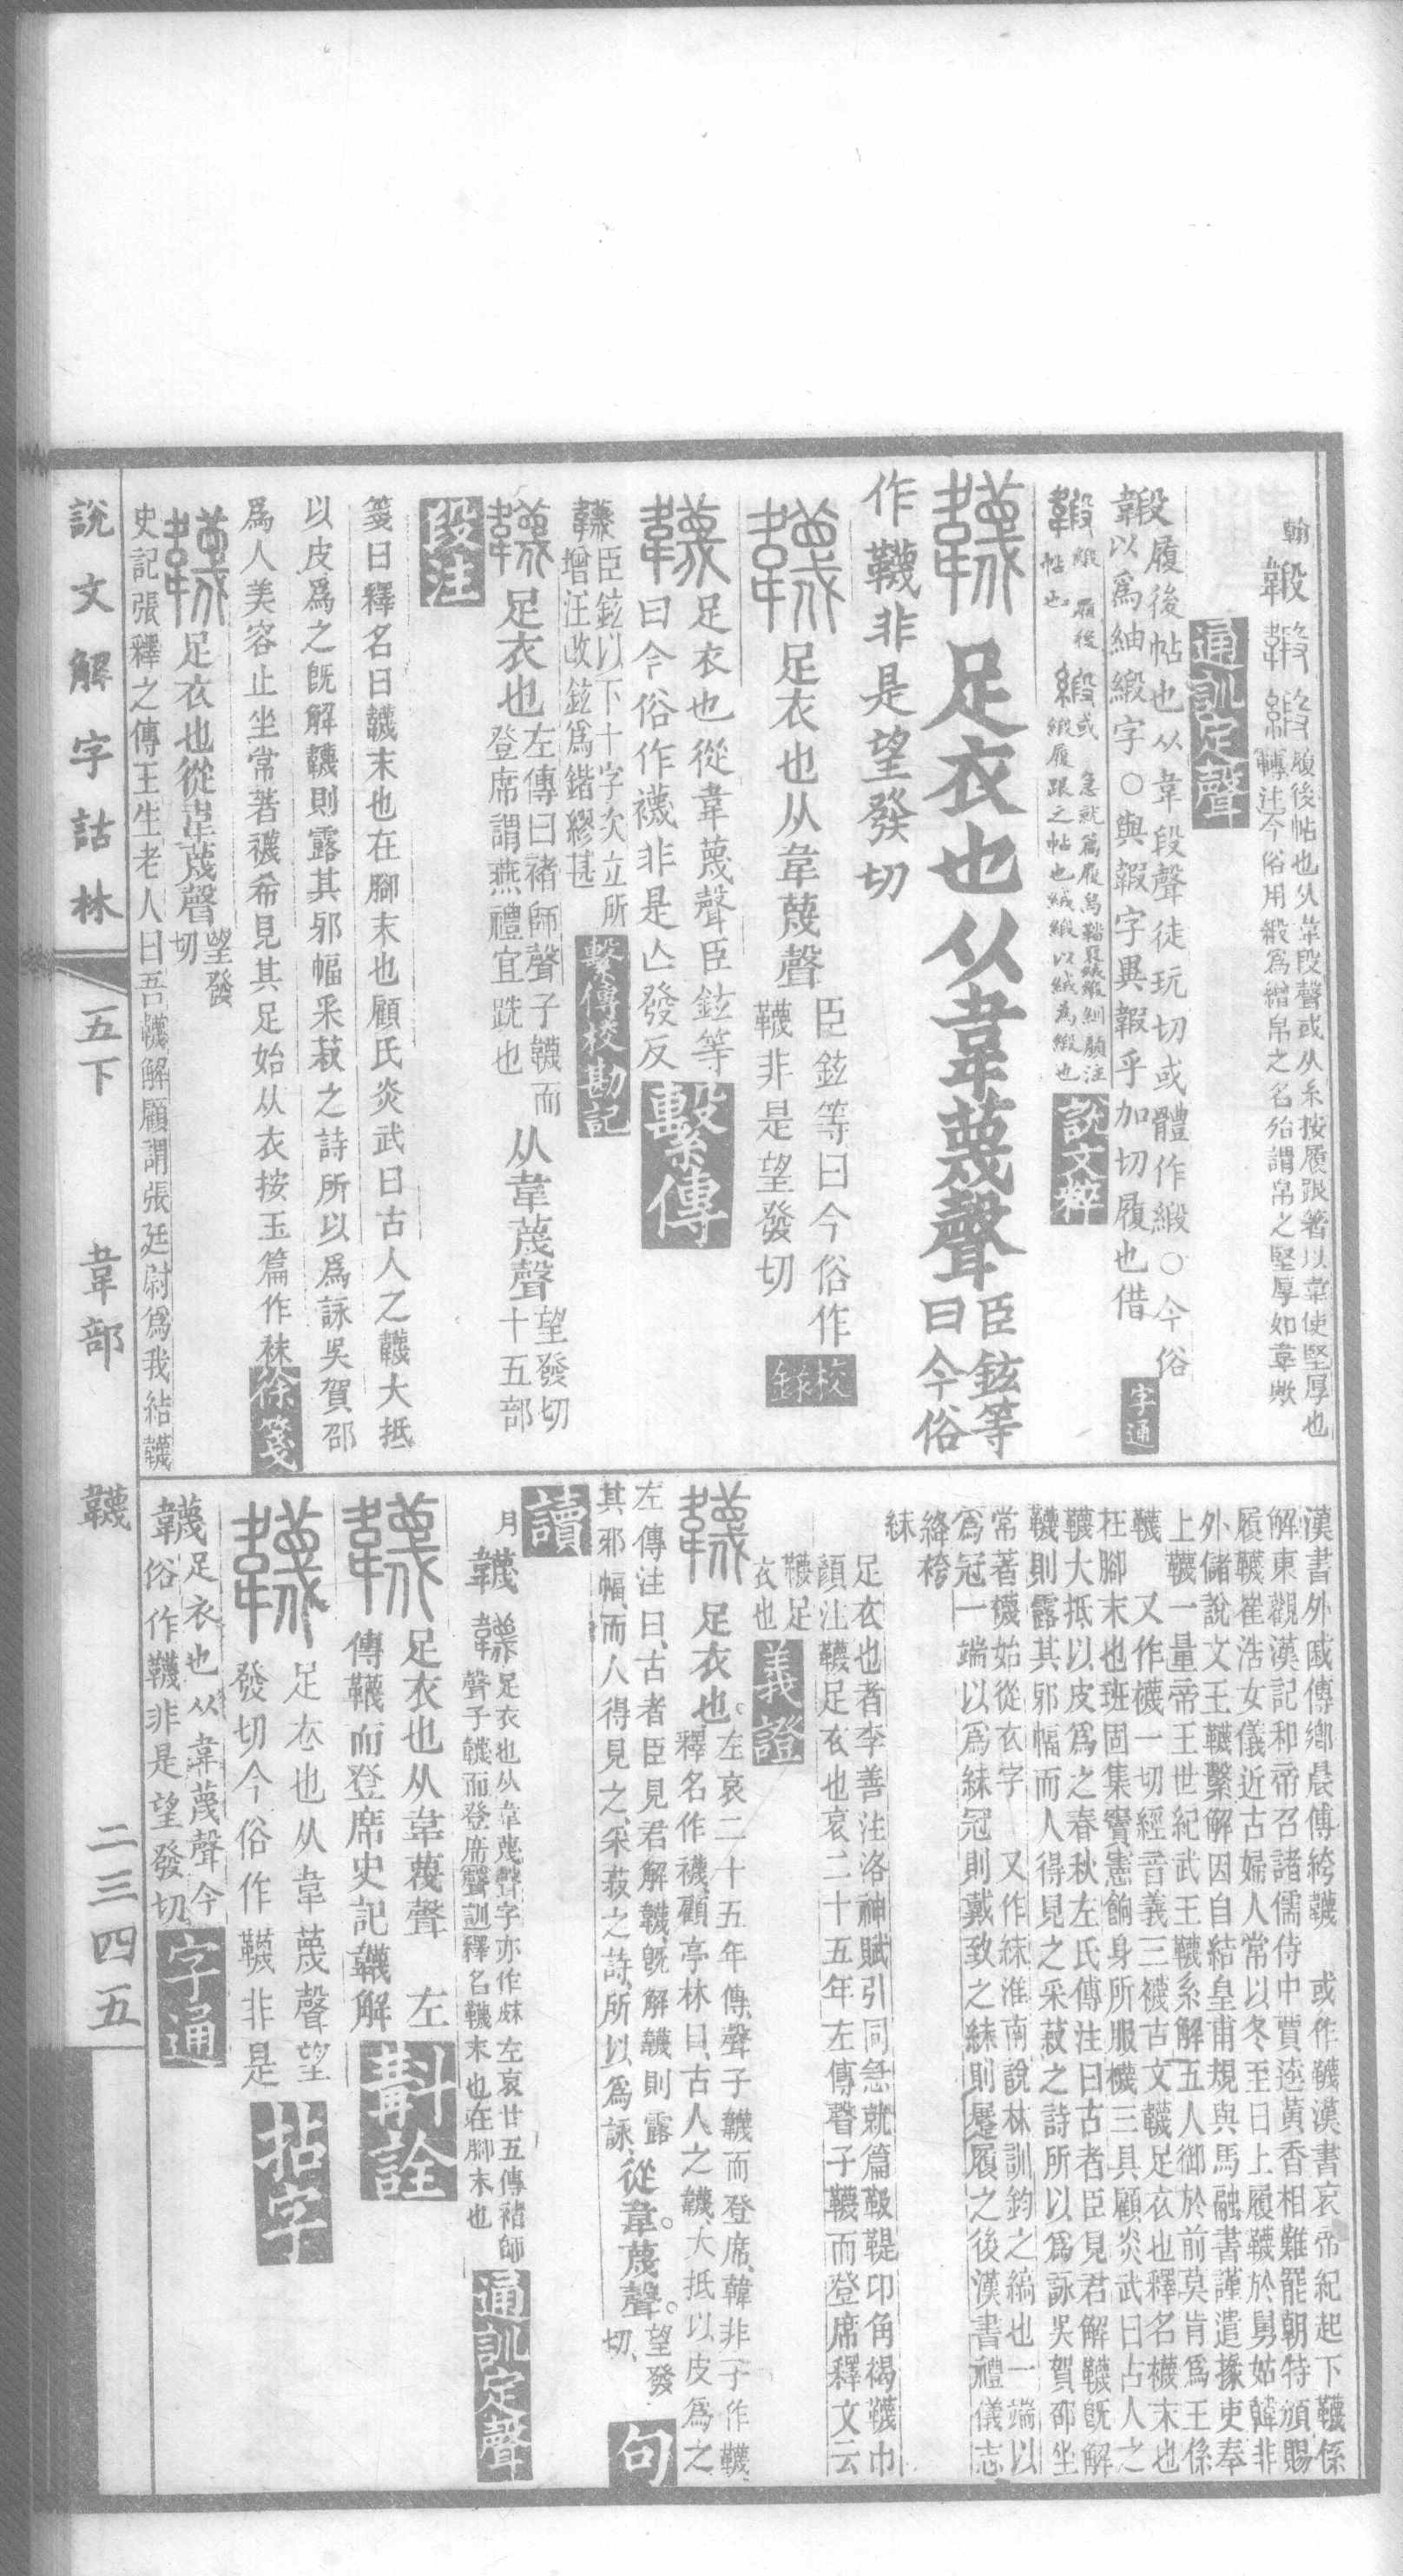 翰
韗 履後帖也从韋段聲或从糸按履跟箸以韋使堅厚也
轉注今俗用緞爲繒帛之名殆謂帛之堅厚如韋歟
通訓定聲
履後帖也从韋段聲徒玩切或體作緞〇今俗
以爲紬緞字〇與鍜字異鍜乎加切履也借
字通
履後帖也 緞或 急就篇履舃鞜裒絨緞紃顏注
緞履跟之帖也絨緞以絨為緞也
說文粹
韤 足衣也从韋蔑聲 臣鉉等曰今俗
作韈非是望發切
韤 足衣也从韋蔑聲 臣鉉等曰今俗作
韈非是望發切
校錄
韤 足衣也從韋蔑聲臣鉉等
曰今俗作襪非是亡發反
繫傳
韤 臣鉉以下十字次立所
增汪改鉉爲鍇繆甚
繫傳校勘記
韤 足衣也 左傳曰褚師聲子韤而
登席謂燕禮宜跣也 从韋蔑聲 望發切
十五部
段注
箋曰釋名曰韤末也在腳末也顧氏炎武曰古人之韤大抵
以皮爲之旣解韤則露其邪幅采菽之詩所以爲詠吳賀邵
爲人美容止坐常著襪希見其足始从衣按玉篇作袜
徐箋
韤 足衣也從韋蔑聲 望發
切
史記張釋之傳王生老人曰吾韤解顧謂張廷尉爲我結韤
漢書外戚傳鄉晨傅絝韤 或作韈漢書哀帝紀起下韈係
解東觀漢記和帝召諸儒侍中賈逵黃香相難罷朝特頒賜
履韤崔浩女儀近古婦人常以冬至日上履韤於舅姑韓非
外儲說文王韤繫解因自結皇甫規與馬融書謹遣掾吏奉
上韤一量帝王世紀武王韈系解五人御於前莫肯爲王係
韤 又作襪一切經音義三襪古文韤足衣也釋名襪末也
在腳末也班固集竇憲餉身所服襪三具顧炎武曰古人之
韤大抵以皮爲之春秋左氏傳注曰古者臣見君解韤旣解
韤則露其邪幅而人得見之采菽之詩所以爲詠吳賀邵坐
常著襪始從衣字 又作絲淮南說林訓鈞之縞也一端以
爲冠一端以爲絲冠則戴致之絲則屦履之後漢書禮儀志
絳袴
絲
足衣也者李善注洛神賦引同急就篇靸鞮卬角褐韤巾
顏注韤足衣也哀二十五年左傳聲子韤而登席釋文云
韤足
衣也
義證
韤 足衣也。左哀二十五年傳聲子韤而登席韓非子作韈
釋名作襪顧亭林曰古人之韤大抵以皮爲之
左傳注曰古者臣見君解韤旣解韤則露
其邪幅而人得見之采菽之詩所以爲詠 從韋。蔑聲。望發
切
句
讀
月
韤 足衣也从韋蔑聲字亦作 左哀廿五傳褚師
聲子韤而登席聲訓釋名韤末也在腳末也
通訓定聲
韤 足衣也从韋蔑聲 左
傳韤而登席史記韤解
斠詮
韤 足衣也从韋蔑聲望
發切今俗作韈非是
拈字
韤足衣也从韋蔑聲今
俗作韈非是望發切
字通
說文解字詁林 五下 韋部 韤 二三四五